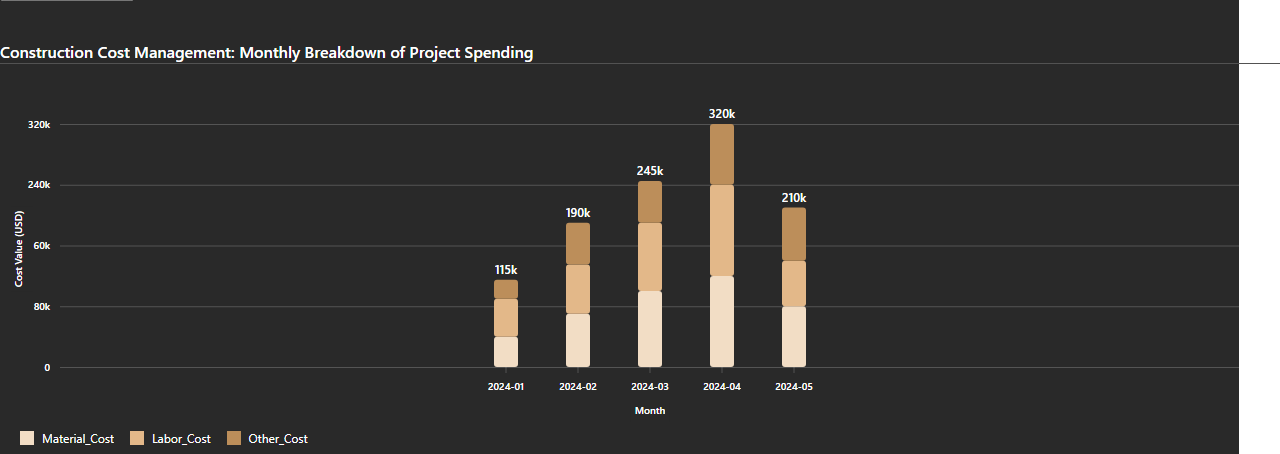 Construction Cost Management: Monthly Breakdown of Project Spending
Cost Value (USD)
320k
240k
60k
80k
0
115k
190k
245k
320k
210k
2024-01 2024-02 2024-03 2024-04 2024-05
Month
Material_Cost Labor_Cost Other_Cost